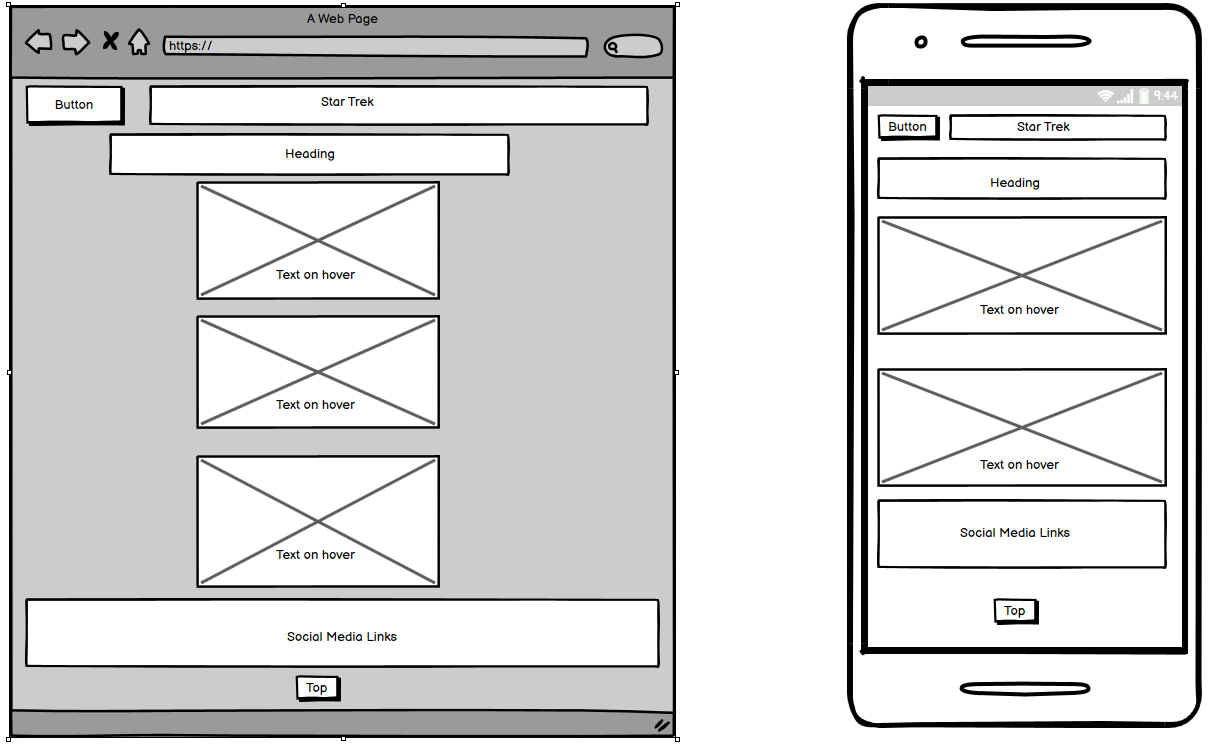 A Web Page
https://
Button
Star Trek
Heading
Text on hover
Text on hover
Text on hover
Social Media Links
Top
9:44
Button
Star Trek
Heading
Text on hover
Text on hover
Social Media Links
Top